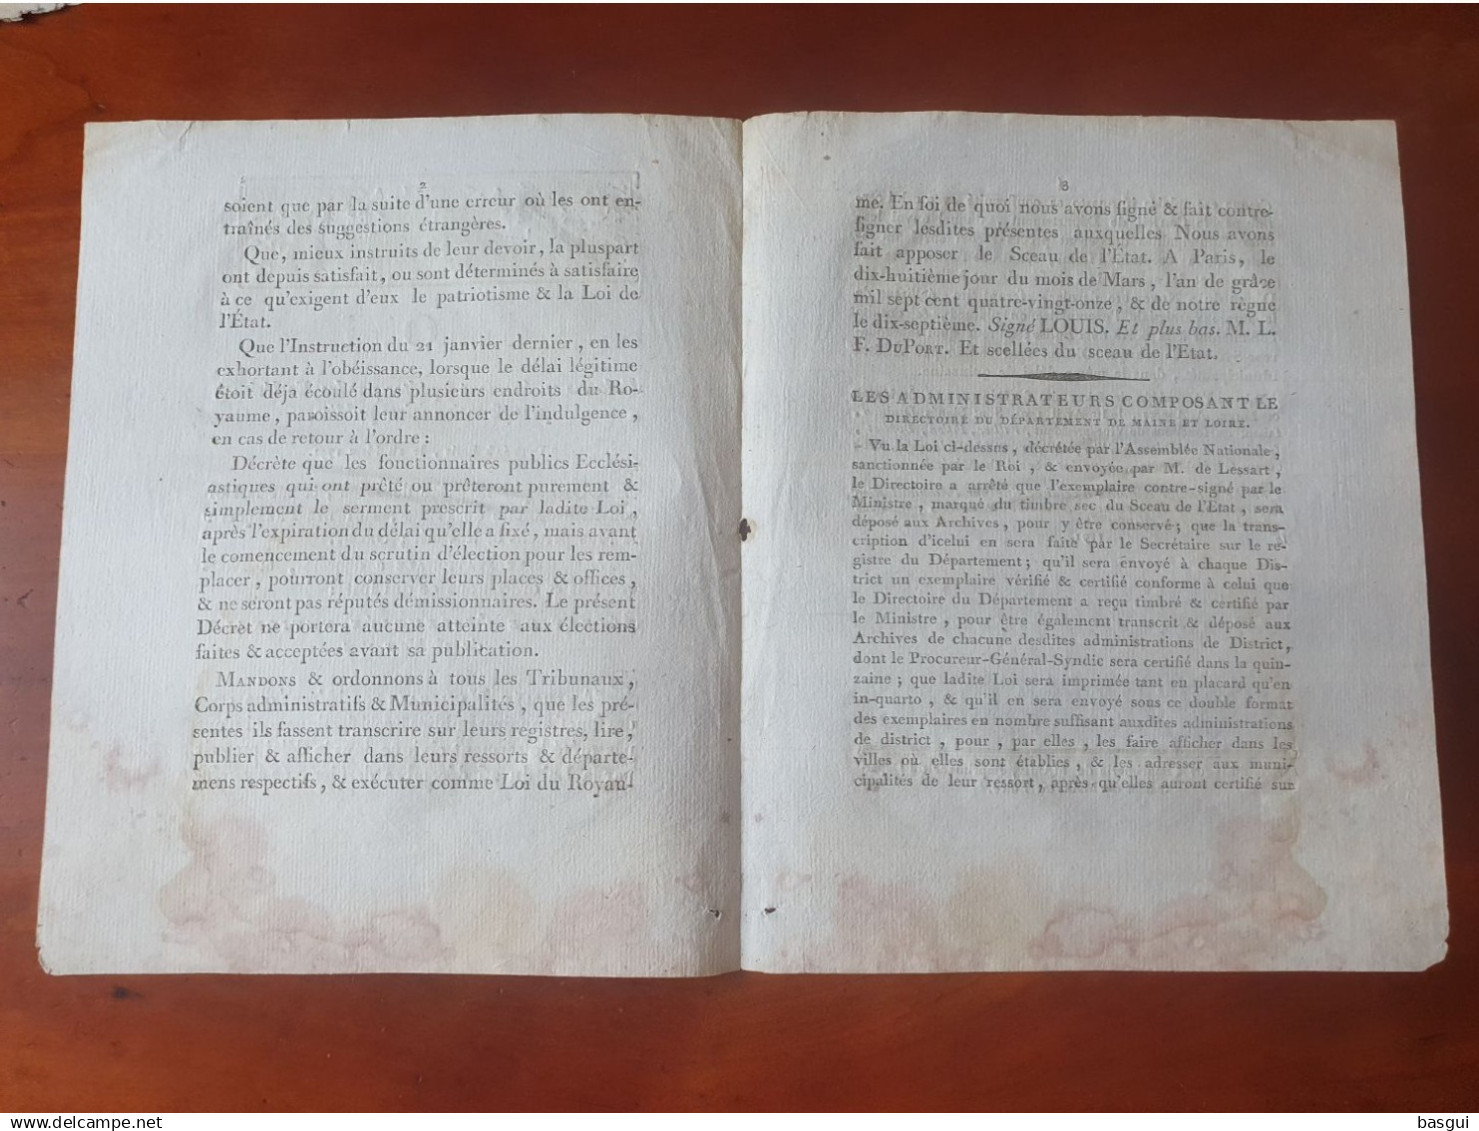 2
soient que par la suite d'une erreur où les ont en-
traînés des suggestions étrangères.
Que, mieux instruits de leur devoir, la pluspart
ont depuis satisfait, ou sont déterminés à satisfaire
à ce qu'exigent d'eux le patriotisme & la Loi de
l'État.
Que l'Instruction du 21 janvier dernier, en les
exhortant à l'obéissance, lorsque le délai légitime
étoit déja écoulé dans plusieurs endroits du Ro-
yaume, paroissoit leur annoncer de l'indulgence,
en cas de retour à l'ordre :
Décrète que les fonctionnaires publics Ecclési-
astiques qui ont prêté ou prêteront purement &
simplement le serment prescrit par ladite Loi,
après l'expiration du délai qu'elle a fixé, mais avant
le comencement du scrutin d'élection pour les rem-
placer, pourront conserver leurs places & offices,
& ne seront pas réputés démissionnaires. Le présent
Décret ne portera aucune atteinte aux élections
faites & acceptées avant sa publication.
MANDONS & ordonnons à tous les Tribunaux,
Corps administratifs & Municipalités, que les pré-
sentes ils fassent transcrire sur leurs registres, lire,
publier & afficher dans leurs ressorts & départe-
mens respectifs, & exécuter comme Loi du Royau-
3
me. En foi de quoi nous avons signé & fait contre-
signer lesdites présentes auxquelles Nous avons
fait apposer le Sceau de l'État. A Paris, le
dix-huitième jour du mois de Mars, l'an de grâce
mil sept cent quatre-vingt-onze, & de notre règne
le dix-septième. Signé LOUIS. Et plus bas. M. L.
F. DUPORT. Et scellées du sceau de l'Etat.
LES ADMINISTRATEURS COMPOSANT LE
DIRECTOIRE DU DÉPARTEMENT DE MAINE ET LOIRE.
Vu la Loi ci-dessus, décrétée par l'Assemblée Nationale,
sanctionnée par le Roi, & envoyée par M. de Lessart,
le Directoire a arrêté que l'exemplaire contre-signé par le
Ministre, marqué du timbre sec du Sceau de l'Etat, sera
déposé aux Archives, pour y être conservé; que la trans-
cription d'icelui en sera faite par le Secrétaire sur le re-
gistre du Département; qu'il sera envoyé à chaque Dis-
trict un exemplaire vérifié & certifié conforme à celui que
le Directoire du Département a reçu timbré & certifié par
le Ministre, pour être également transcrit & déposé aux
Archives de chacune desdites administrations de District,
dont le Procureur-Général-Syndic sera certifié dans la quin-
zaine; que ladite Loi sera imprimée tant en placard qu'en
in-quarto, & qu'il en sera envoyé sous ce double format
des exemplaires en nombre suffisant auxdites administrations
de district, pour, par elles, les faire afficher dans les
villes où elles sont établies, & les adresser aux muni-
cipalités de leur ressort, après qu'elles auront certifié sur
delcampe.net
basgui